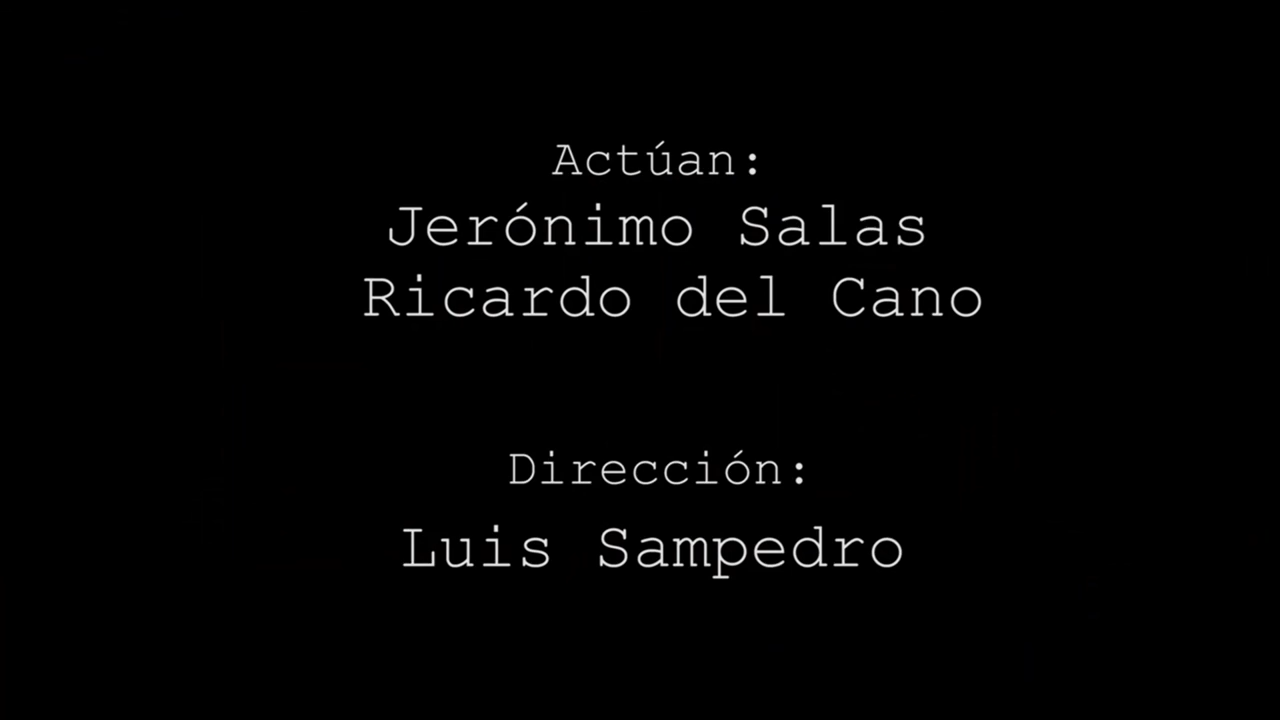 Actúan:
Jerónimo Salas
Ricardo del Cano
Dirección:
Luis Sampedro